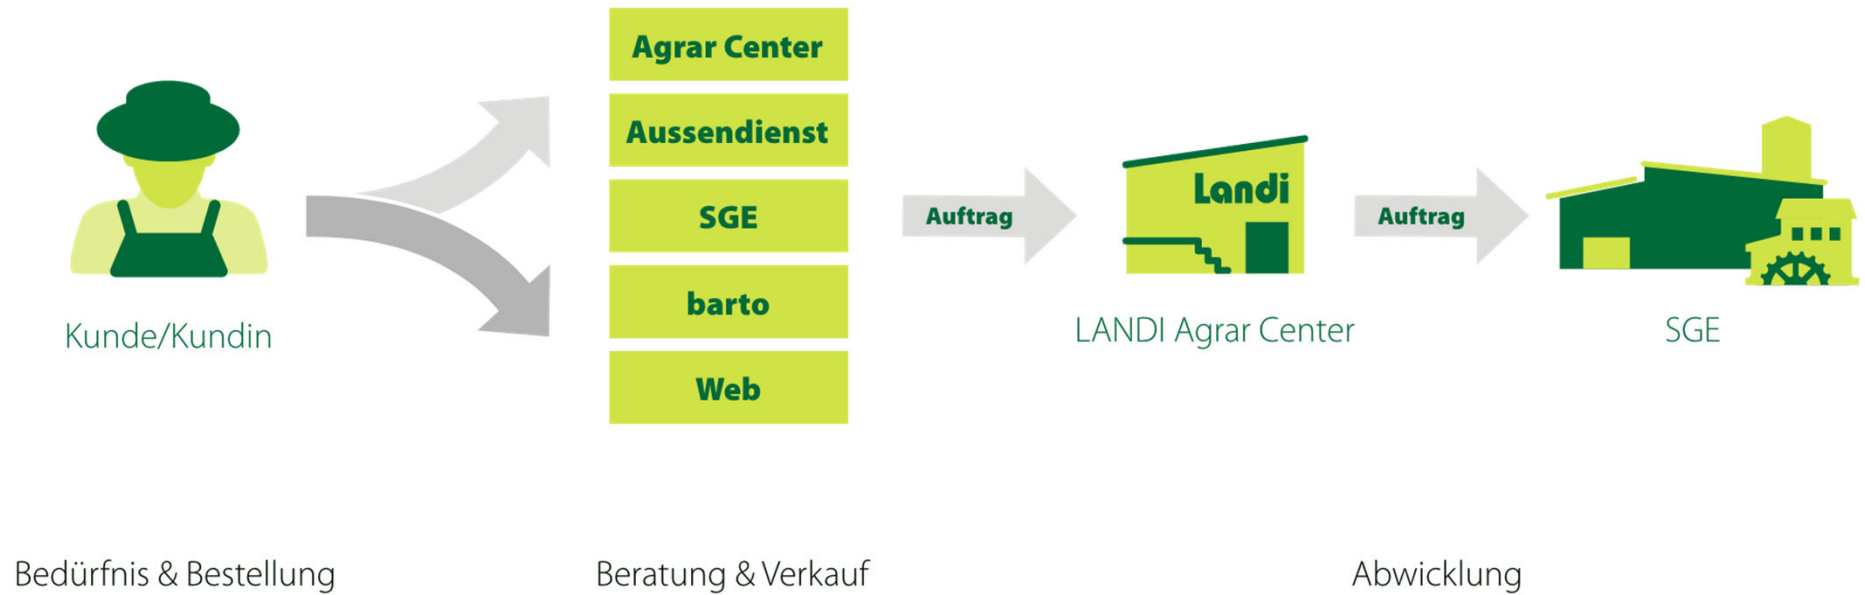 Agrar Center
Aussendienst
SGE
barto
Web
Auftrag
Landi
Auftrag
Kunde/Kundin
LANDI Agrar Center
SGE
Bedürfnis & Bestellung
Beratung & Verkauf
Abwicklung